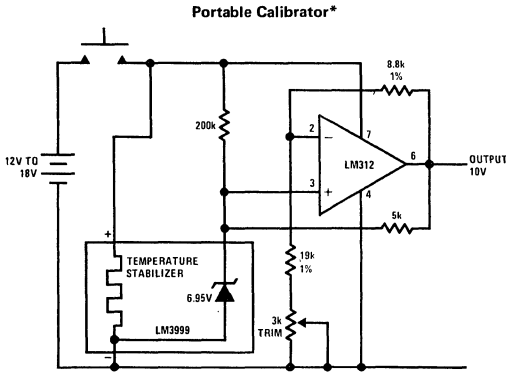 Portable Calibrator*
8.8k
1%
200k
2
7
−
LM312
6
OUTPUT
10V
12V TO
18V
3
+
4
5k
+
TEMPERATURE
STABILIZER
19k
1%
6.95V
3k
TRIM
LM3999
−